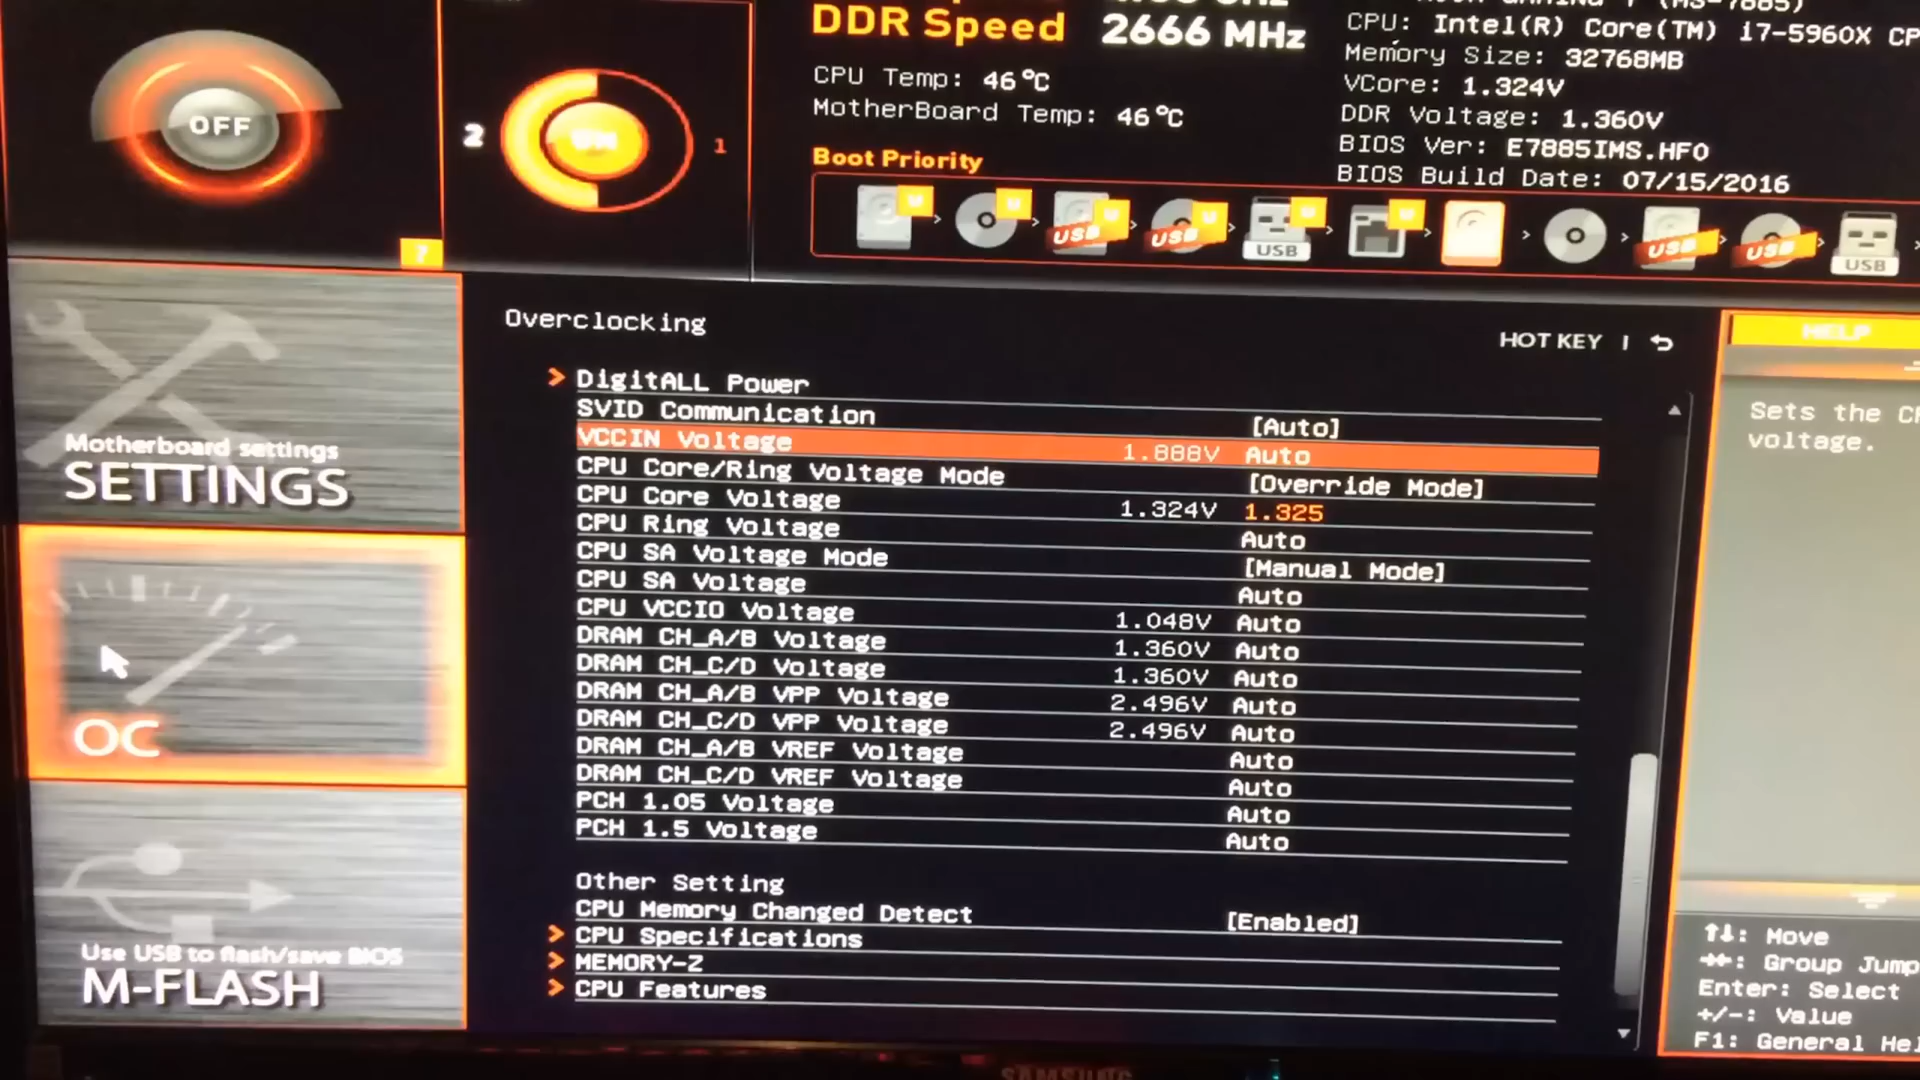 DDR Speed 2666 MHz
CPU Temp: 46°C
MotherBoard Temp: 46°C
CPU: Intel(R) Core(TM) i7-5960X CP
Memory Size: 32768MB
VCore: 1.324V
DDR Voltage: 1.360V
BIOS Ver: E7885IMS.HF0
BIOS Build Date: 07/15/2016
OFF
2
1
?
Boot Priority
U U U U U U
USB USB USB USB USB USB
Motherboard settings
SETTINGS
OC
Use USB to flash/save BIOS
M-FLASH
Overclocking
HOT KEY |
DigitALL Power
SVID Communication [Auto]
VCCIN Voltage 1.888V Auto
CPU Core/Ring Voltage Mode [Override Mode]
CPU Core Voltage 1.324V 1.325
CPU Ring Voltage Auto
CPU SA Voltage Mode [Manual Mode]
CPU SA Voltage Auto
CPU VCCIO Voltage 1.048V Auto
DRAM CH_A/B Voltage 1.360V Auto
DRAM CH_C/D Voltage 1.360V Auto
DRAM CH_A/B VPP Voltage 2.496V Auto
DRAM CH_C/D VPP Voltage 2.496V Auto
DRAM CH_A/B VREF Voltage Auto
DRAM CH_C/D VREF Voltage Auto
PCH 1.05 Voltage Auto
PCH 1.5 Voltage Auto
Other Setting
CPU Memory Changed Detect [Enabled]
CPU Specifications
MEMORY-Z
CPU Features
HELP
Sets the CP
voltage.
↑↓: Move
→←: Group Jump
Enter: Select
+/-: Value
F1: General Hel
SAMSUNG